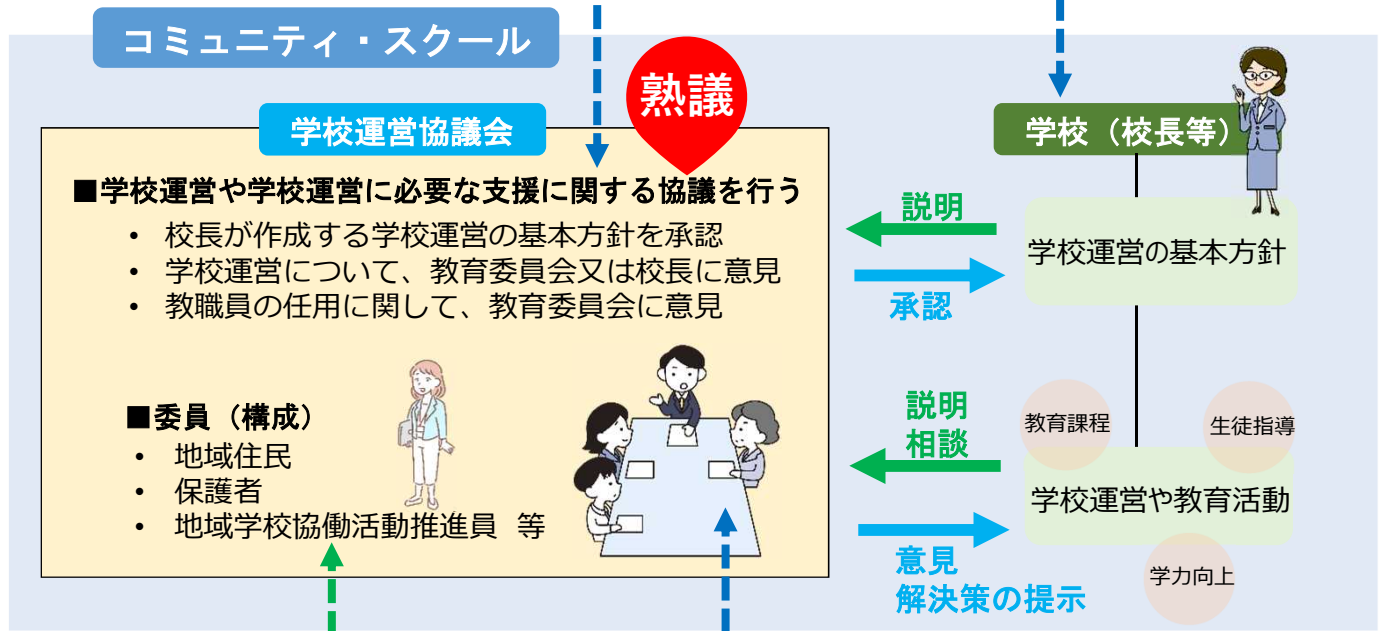 コミュニティ・スクール
熟議
学校運営協議会
■学校運営や学校運営に必要な支援に関する協議を行う
• 校長が作成する学校運営の基本方針を承認
• 学校運営について、教育委員会又は校長に意見
• 教職員の任用に関して、教育委員会に意見
■委員（構成）
• 地域住民
• 保護者
• 地域学校協働活動推進員 等
説明
承認
説明
相談
意見
解決策の提示
学校（校長等）
学校運営の基本方針
教育課程
生徒指導
学校運営や教育活動
学力向上